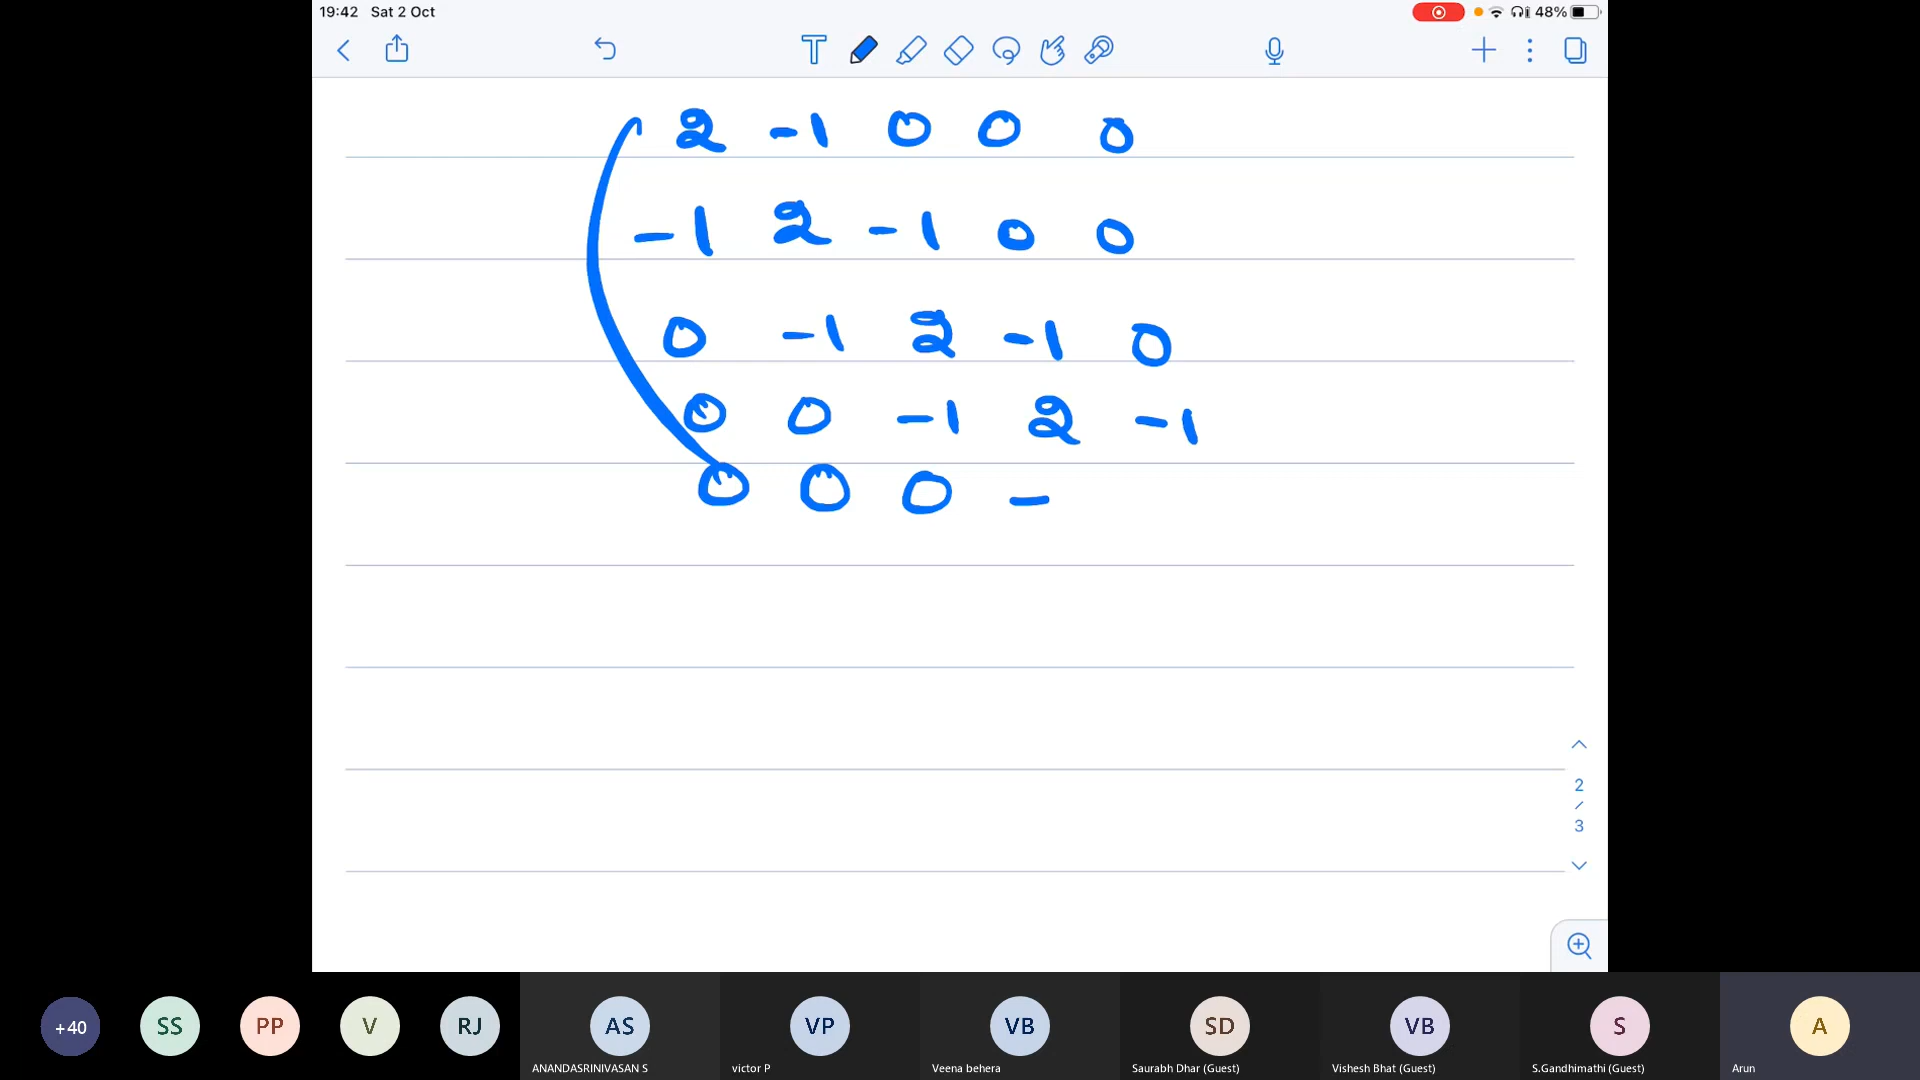 19:42 Sat 2 Oct 48%
2 -1 0 0 0
-1 2 -1 0 0
0 -1 2 -1 0
0 0 -1 2 -1
0 0 0 -
2
/
3
+40 SS PP V RJ AS VP VB SD VB S A
ANANDASRINIVASAN S victor P Veena behera Saurabh Dhar (Guest) Vishesh Bhat (Guest) S.Gandhimathi (Guest) Arun